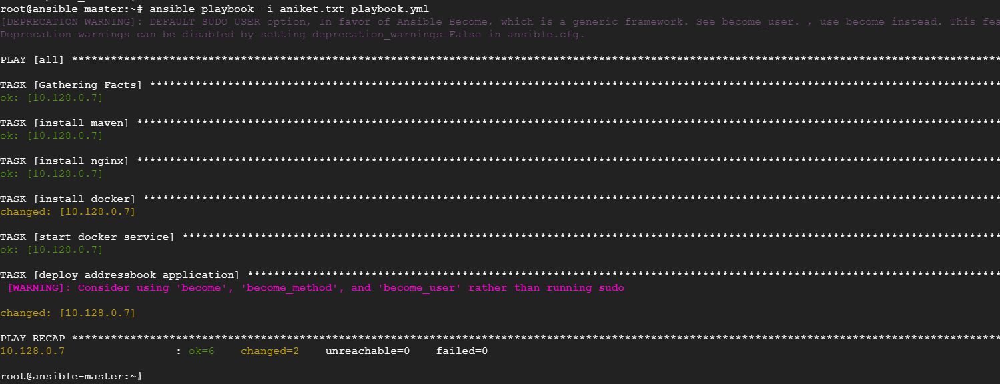 root@ansible-master:~# ansible-playbook -i aniket.txt playbook.yml
[DEPRECATION WARNING]: DEFAULT_SUDO_USER option, In favor of Ansible Become, which is a generic framework. See become_user. , use become instead. This fea
Deprecation warnings can be disabled by setting deprecation_warnings=False in ansible.cfg.
PLAY [all] *********************************************************************************************************************************************
TASK [Gathering Facts] ***********************************************************************************************************************************
ok: [10.128.0.7]
TASK [install maven] *************************************************************************************************************************************
ok: [10.128.0.7]
TASK [install nginx] *************************************************************************************************************************************
ok: [10.128.0.7]
TASK [install docker] ************************************************************************************************************************************
changed: [10.128.0.7]
TASK [start docker service] ******************************************************************************************************************************
ok: [10.128.0.7]
TASK [deploy addressbook application] ********************************************************************************************************************
[WARNING]: Consider using 'become', 'become_method', and 'become_user' rather than running sudo
changed: [10.128.0.7]
PLAY RECAP ***********************************************************************************************************************************************
10.128.0.7                 : ok=6    changed=2    unreachable=0    failed=0
root@ansible-master:~#